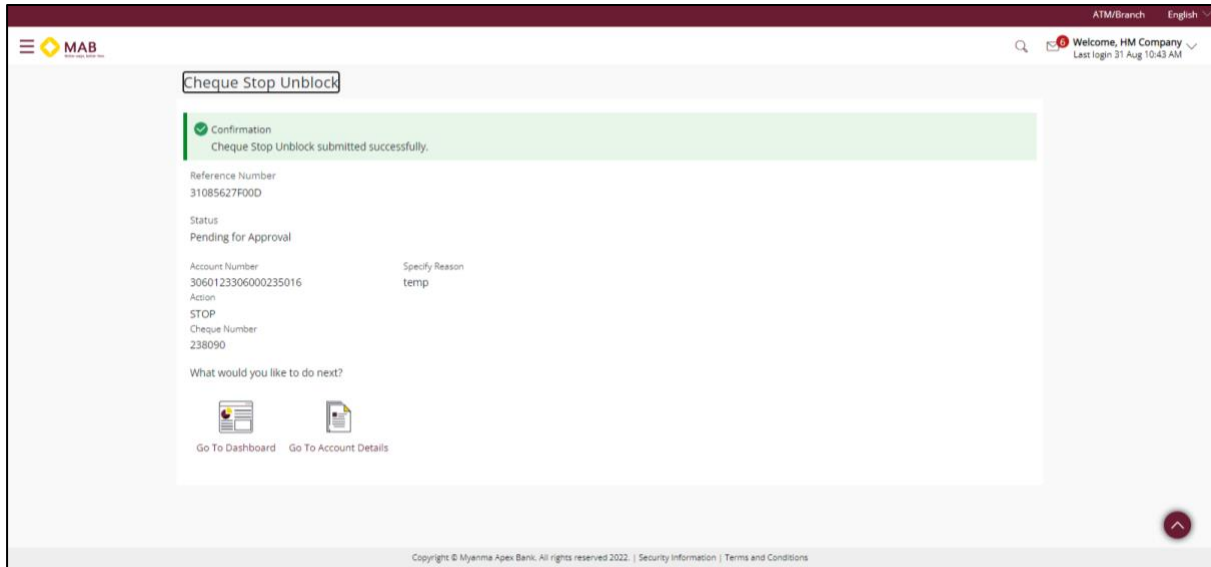 ATM/Branch English
MAB
6 Welcome, HM Company
Last login 31 Aug 10:43 AM
Cheque Stop Unblock
Confirmation
Cheque Stop Unblock submitted successfully.
Reference Number
31085627F00D
Status
Pending for Approval
Account Number Specify Reason
3060123306000235016 temp
Action
STOP
Cheque Number
238090
What would you like to do next?
Go To Dashboard Go To Account Details
Copyright © Myanma Apex Bank. All rights reserved 2022. | Security Information | Terms and Conditions